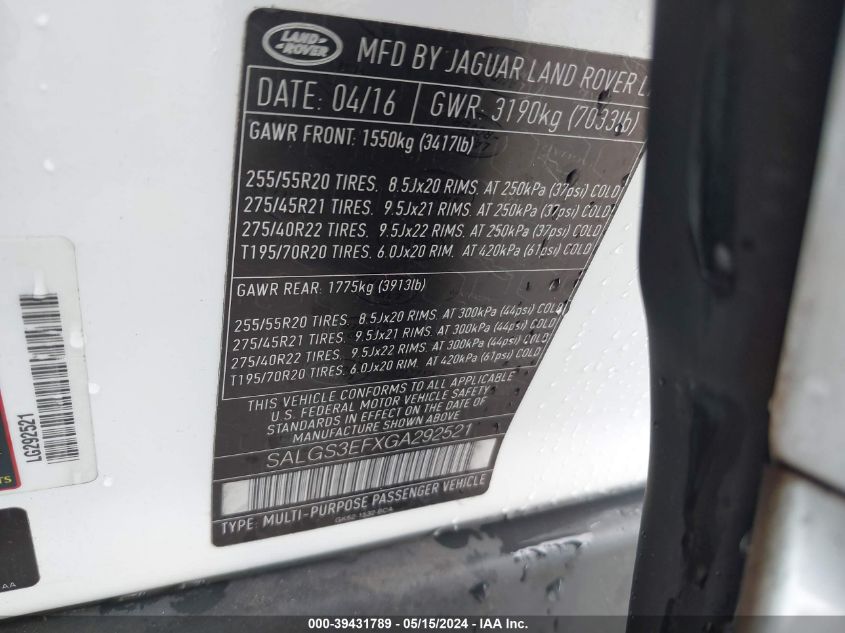 LAND ROVER
MFD BY JAGUAR LAND ROVER
DATE: 04/16 GWR: 3190kg (7033lb)
GAWR FRONT: 1550kg (3417lb)
255/55R20 TIRES. 8.5Jx20 RIMS. AT 250kPa (37psi) COLD
275/45R21 TIRES. 9.5Jx21 RIMS. AT 250kPa (37psi) COLD
275/40R22 TIRES. 9.5Jx22 RIMS. AT 250kPa (37psi) COLD
T195/70R20 TIRES. 6.0Jx20 RIM. AT 420kPa (61psi) COLD
GAWR REAR: 1775kg (3913lb)
255/55R20 TIRES. 8.5Jx20 RIMS. AT 300kPa (44psi) COLD
275/45R21 TIRES. 9.5Jx21 RIMS. AT 300kPa (44psi) COLD
275/40R22 TIRES. 9.5Jx22 RIMS. AT 300kPa (44psi) COLD
T195/70R20 TIRES. 6.0Jx20 RIM. AT 420kPa (61psi) COLD
THIS VEHICLE CONFORMS TO ALL APPLICABLE
U.S. FEDERAL MOTOR VEHICLE SAFETY
STANDARDS IN EFFECT ON THE DATE OF
MANUFACTURE SHOWN ABOVE
SALGS3EFXGA292521
TYPE: MULTI-PURPOSE PASSENGER VEHICLE
LG292521
000-39431789 - 05/15/2024 - IAA Inc.